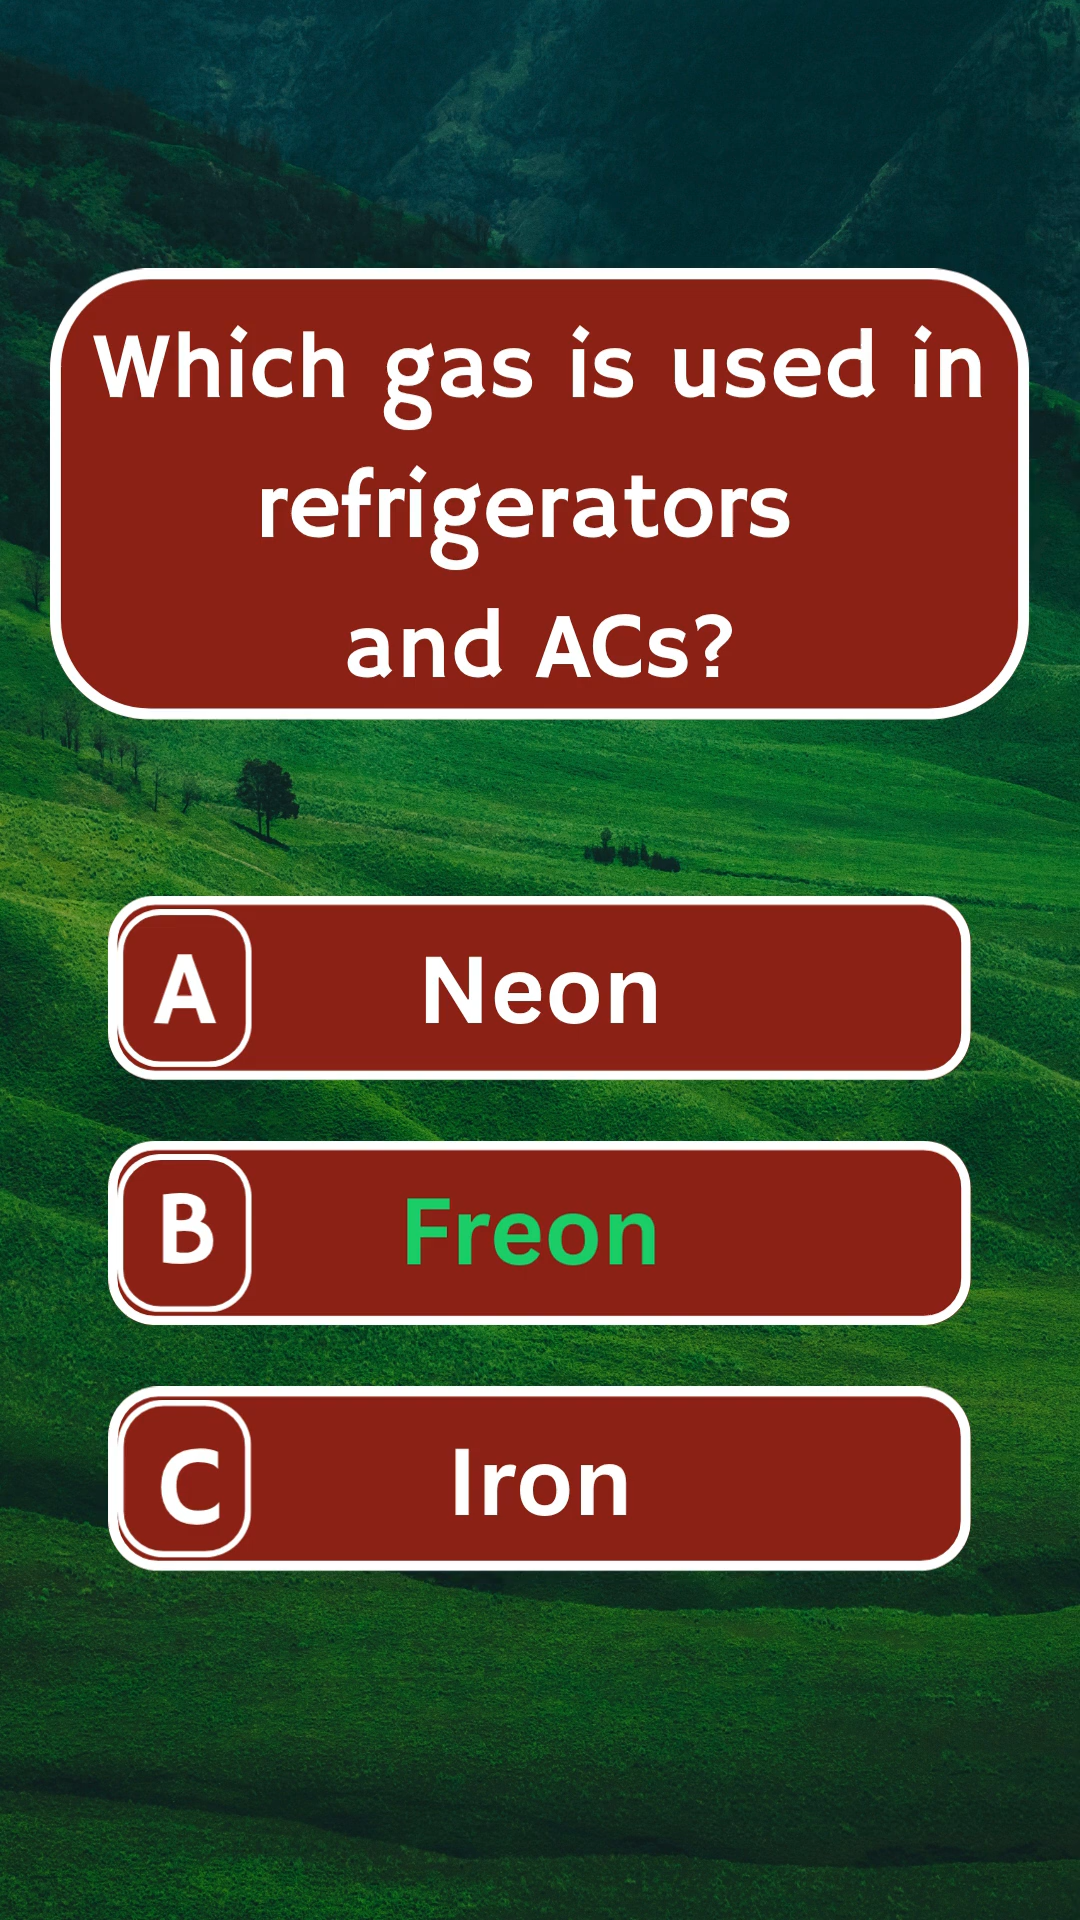 Which gas is used in
refrigerators
and ACs?
A Neon
B Freon
C Iron